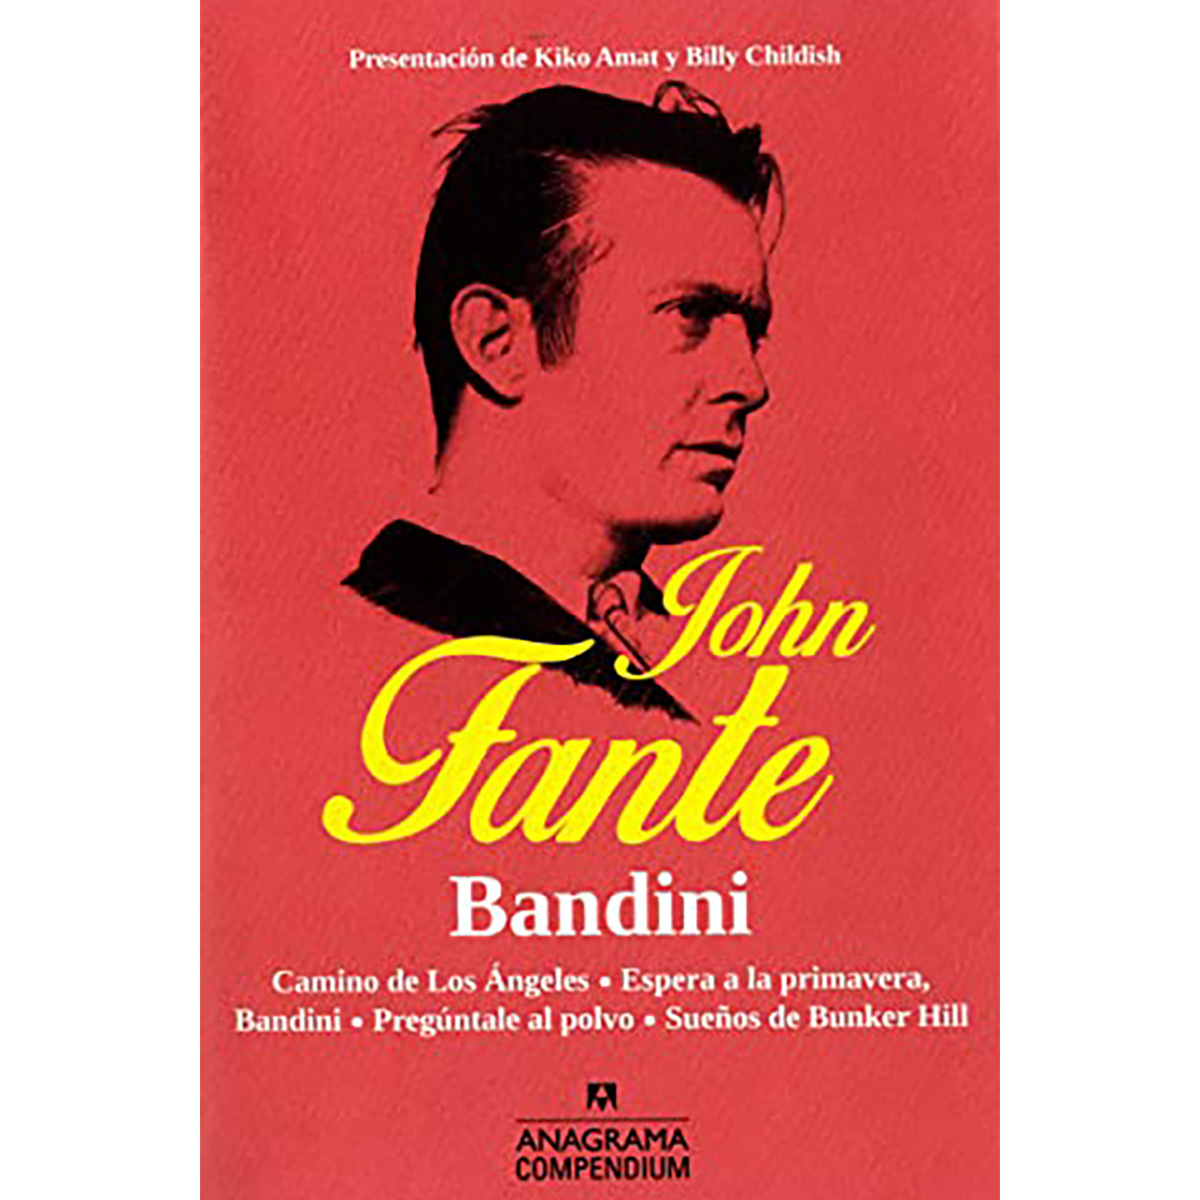 Presentación de Kiko Amat y Billy Childish
John
Fante
Bandini
Camino de Los Ángeles • Espera a la primavera,
Bandini • Pregúntale al polvo • Sueños de Bunker Hill
ANAGRAMA
COMPENDIUM